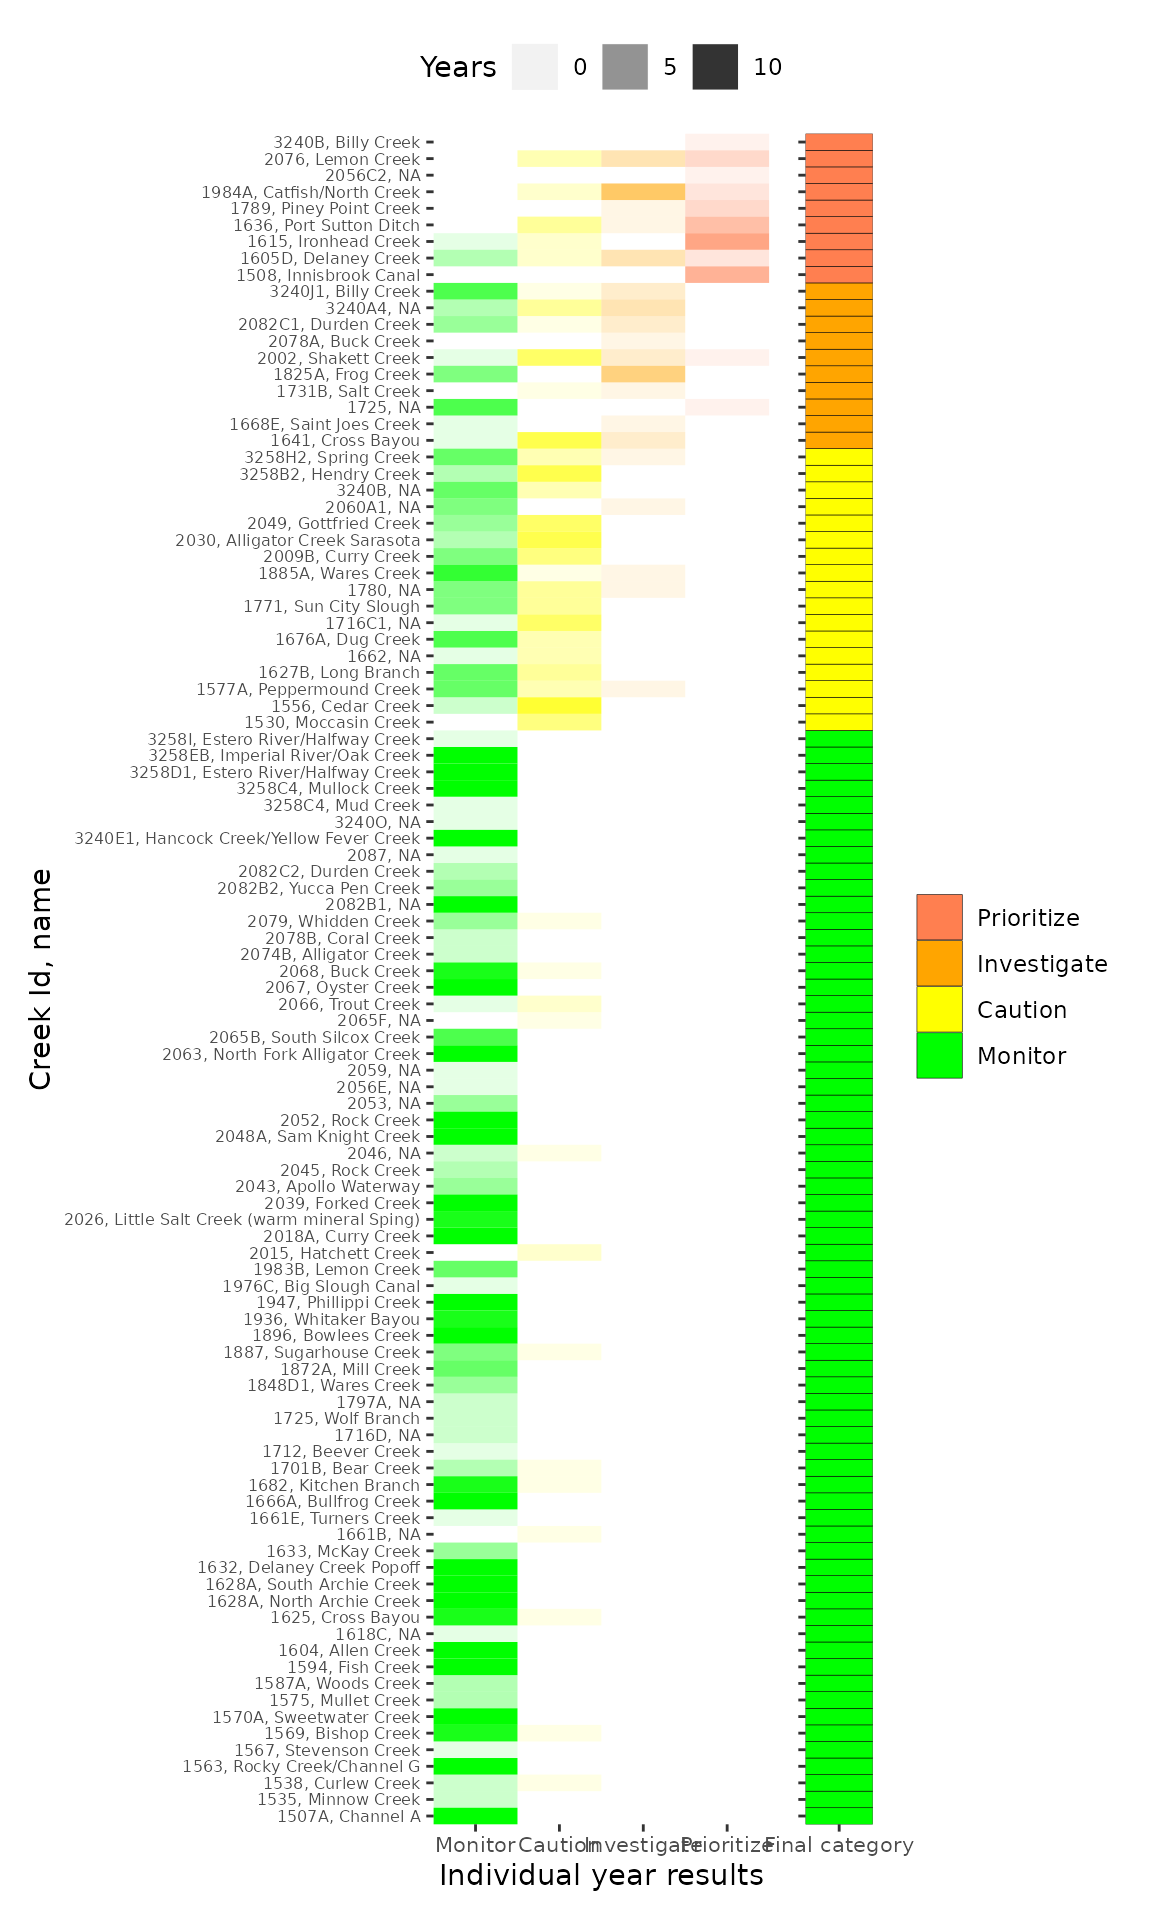 Years 0 5 10
3240B, Billy Creek
2076, Lemon Creek
2056C2, NA
1984A, Catfish/North Creek
1789, Piney Point Creek
1636, Port Sutton Ditch
1615, Ironhead Creek
1605D, Delaney Creek
1508, Innisbrook Canal
3240J1, Billy Creek
3240A4, NA
2082C1, Durden Creek
2078A, Buck Creek
2002, Shakett Creek
1825A, Frog Creek
1731B, Salt Creek
1725, NA
1668E, Saint Joes Creek
1641, Cross Bayou
3258H2, Spring Creek
3258B2, Hendry Creek
3240B, NA
2060A1, NA
2049, Gottfried Creek
2030, Alligator Creek Sarasota
2009B, Curry Creek
1885A, Wares Creek
1780, NA
1771, Sun City Slough
1716C1, NA
1676A, Dug Creek
1662, NA
1627B, Long Branch
1577A, Peppermound Creek
1556, Cedar Creek
1530, Moccasin Creek
3258I, Estero River/Halfway Creek
3258EB, Imperial River/Oak Creek
3258D1, Estero River/Halfway Creek
3258C4, Mullock Creek
3258C4, Mud Creek
3240O, NA
3240E1, Hancock Creek/Yellow Fever Creek
2087, NA
2082C2, Durden Creek
2082B2, Yucca Pen Creek
2082B1, NA
2079, Whidden Creek
2078B, Coral Creek
2074B, Alligator Creek
2068, Buck Creek
2067, Oyster Creek
2066, Trout Creek
2065F, NA
2065B, South Silcox Creek
2063, North Fork Alligator Creek
2059, NA
2056E, NA
2053, NA
2052, Rock Creek
2048A, Sam Knight Creek
2046, NA
2045, Rock Creek
2043, Apollo Waterway
2039, Forked Creek
2026, Little Salt Creek (warm mineral Sping)
2018A, Curry Creek
2015, Hatchett Creek
1983B, Lemon Creek
1976C, Big Slough Canal
1947, Phillippi Creek
1936, Whitaker Bayou
1896, Bowlees Creek
1887, Sugarhouse Creek
1872A, Mill Creek
1848D1, Wares Creek
1797A, NA
1725, Wolf Branch
1716D, NA
1712, Beever Creek
1701B, Bear Creek
1682, Kitchen Branch
1666A, Bullfrog Creek
1661E, Turners Creek
1661B, NA
1633, McKay Creek
1632, Delaney Creek Popoff
1628A, South Archie Creek
1628A, North Archie Creek
1625, Cross Bayou
1618C, NA
1604, Allen Creek
1594, Fish Creek
1587A, Woods Creek
1575, Mullet Creek
1570A, Sweetwater Creek
1569, Bishop Creek
1567, Stevenson Creek
1563, Rocky Creek/Channel G
1538, Curlew Creek
1535, Minnow Creek
1507A, Channel A
Creek Id, name
Prioritize
Investigate
Caution
Monitor
Monitor Caution Investigate Prioritize Final category
Individual year results